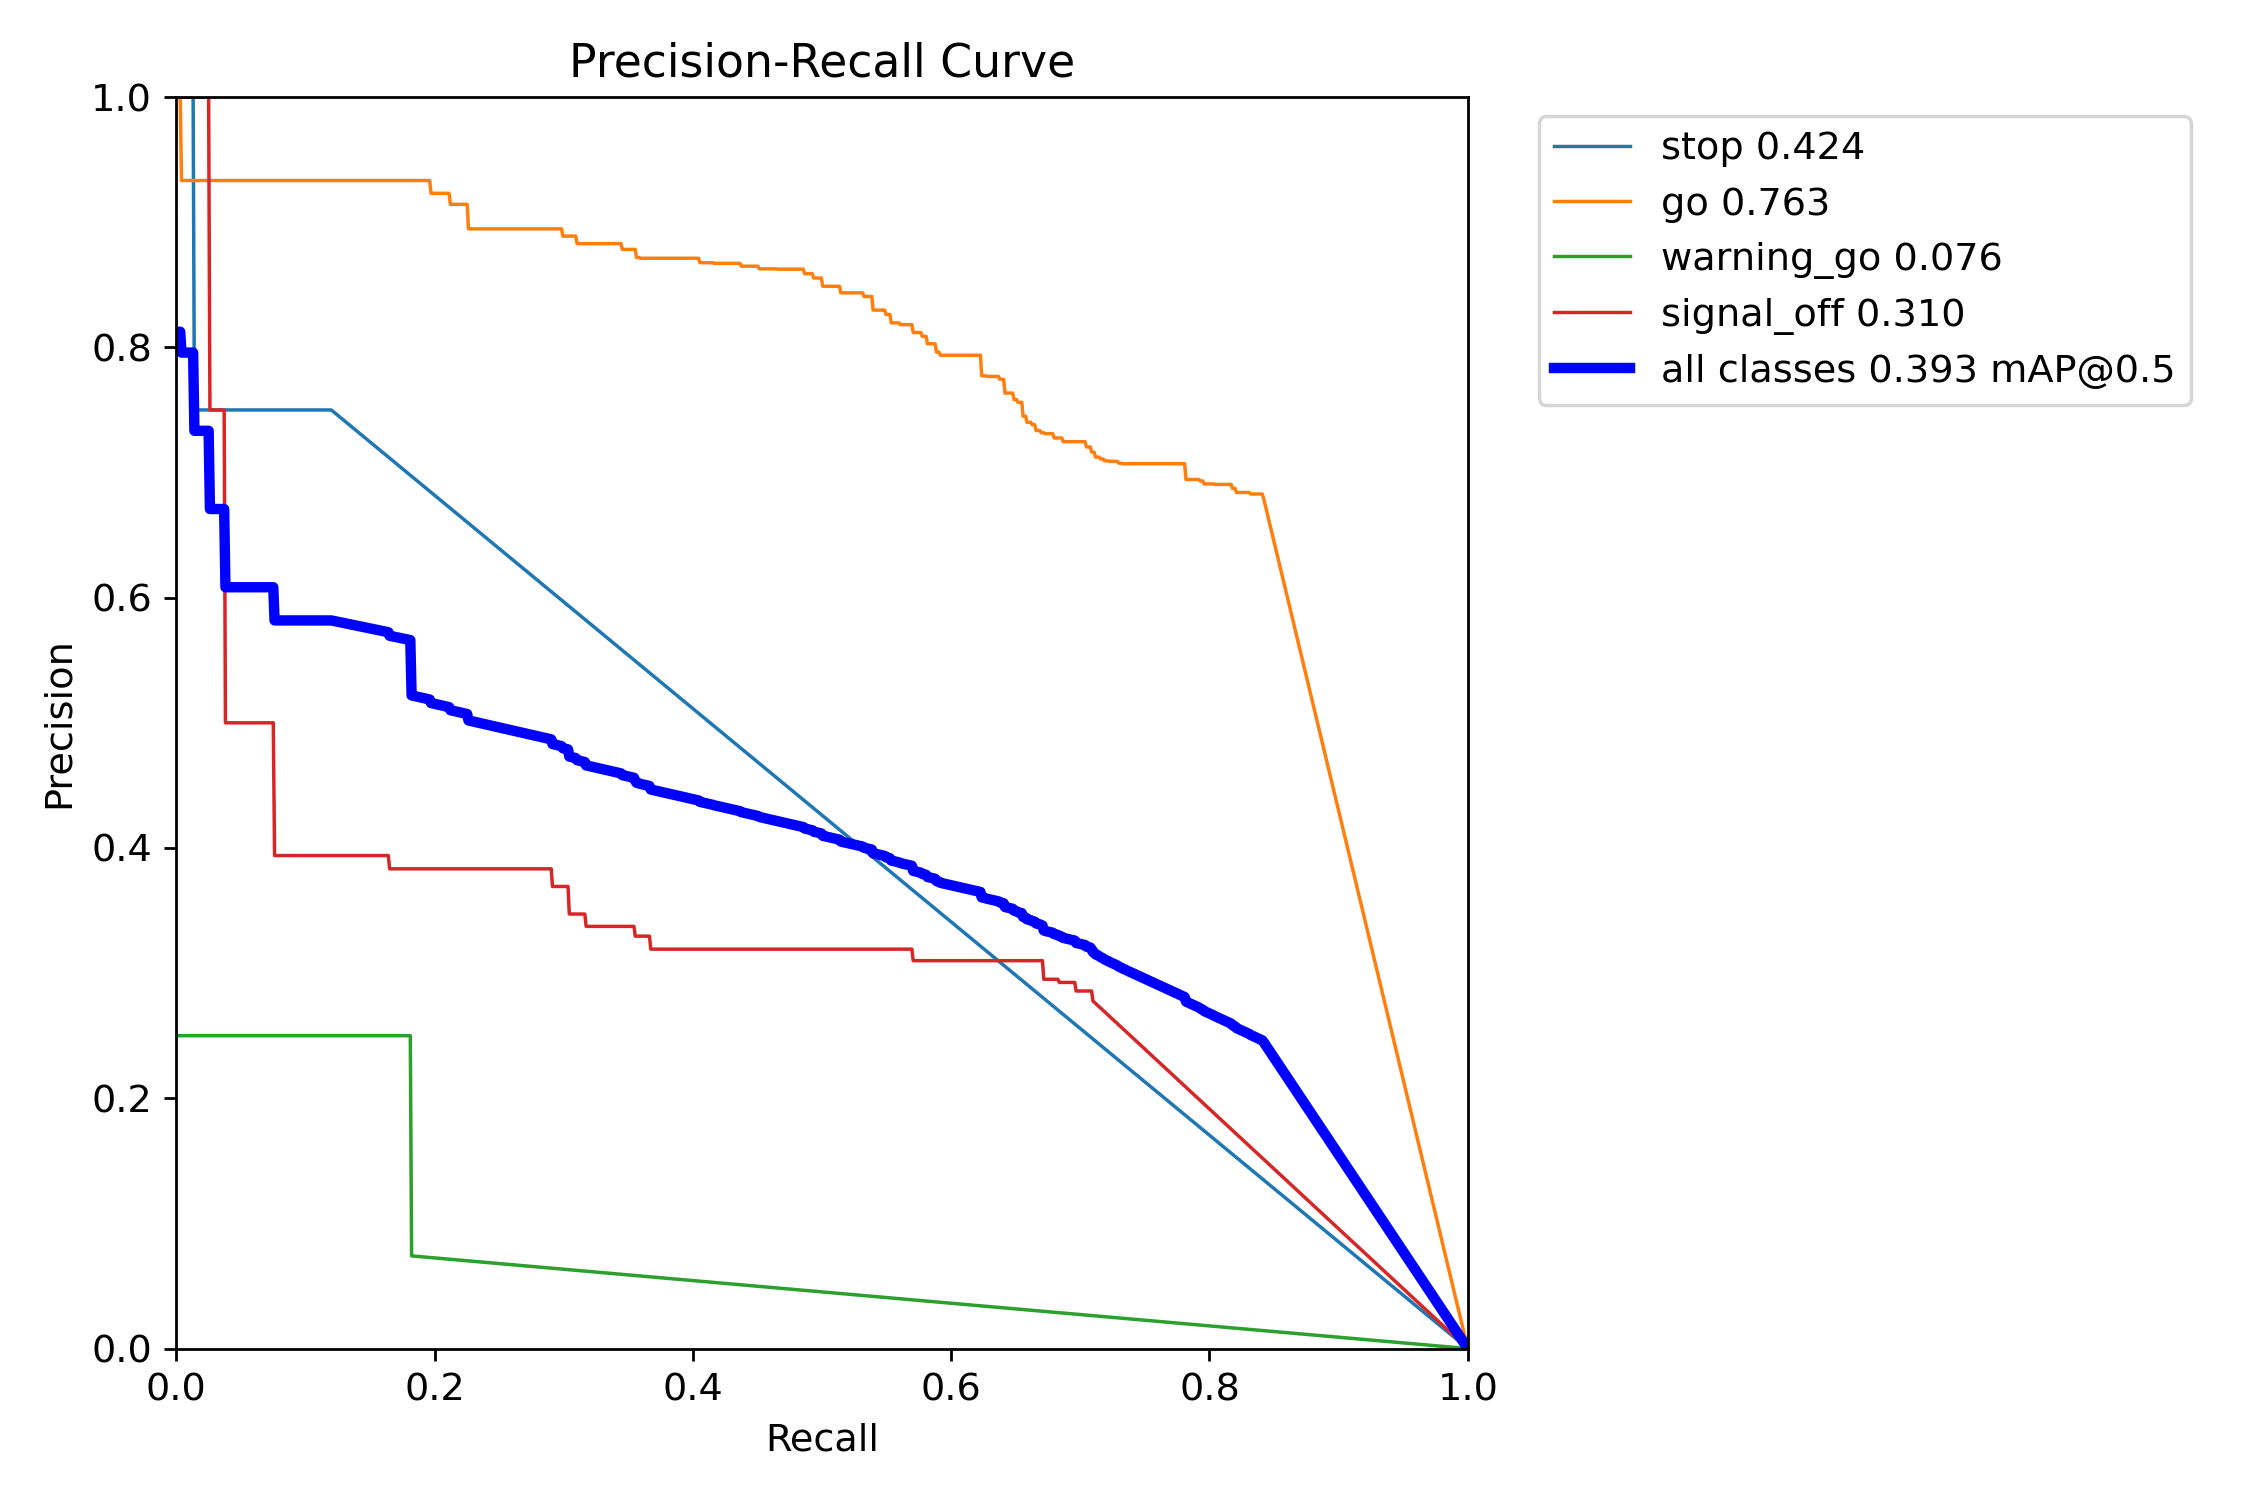 Precision-Recall Curve
1.0
0.8
0.6
0.4
0.2
0.0
Precision
0.0 0.2 0.4 0.6 0.8 1.0
Recall
stop 0.424
go 0.763
warning_go 0.076
signal_off 0.310
all classes 0.393 mAP@0.5